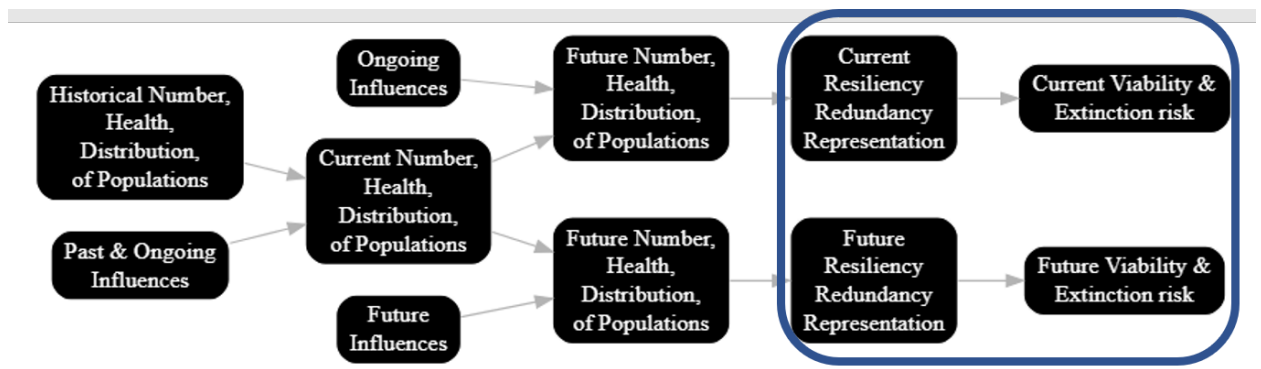 Historical Number,
Health,
Distribution,
of Populations
Past & Ongoing
Influences
Current Number,
Health,
Distribution,
of Populations
Ongoing
Influences
Future Number,
Health,
Distribution,
of Populations
Current
Resiliency
Redundancy
Representation
Current Viability &
Extinction risk
Future
Influences
Future Number,
Health,
Distribution,
of Populations
Future
Resiliency
Redundancy
Representation
Future Viability &
Extinction risk